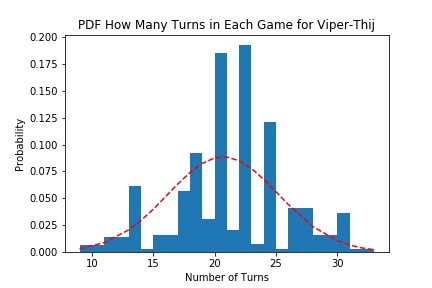 PDF How Many Turns in Each Game for Viper-Thij
0.200
0.175
0.150
0.125
0.100
0.075
0.050
0.025
0.000
Probability
10 15 20 25 30
Number of Turns